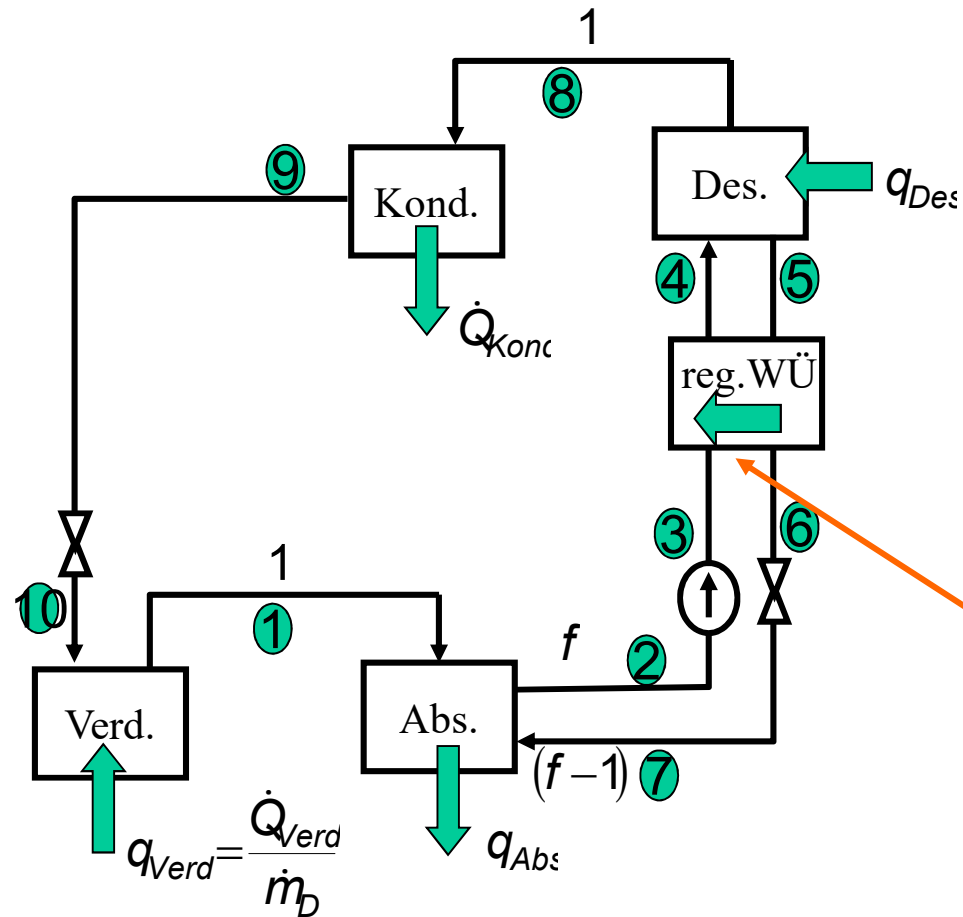 1
8
9
Kond.
Des.
q_Des
4
5
Q̇_Kond
reg.WÜ
3
6
10
1
1
f
2
Verd.
Abs.
(f−1) 7
q_Verd = Q̇_Verd / ṁ_D
q_Abs